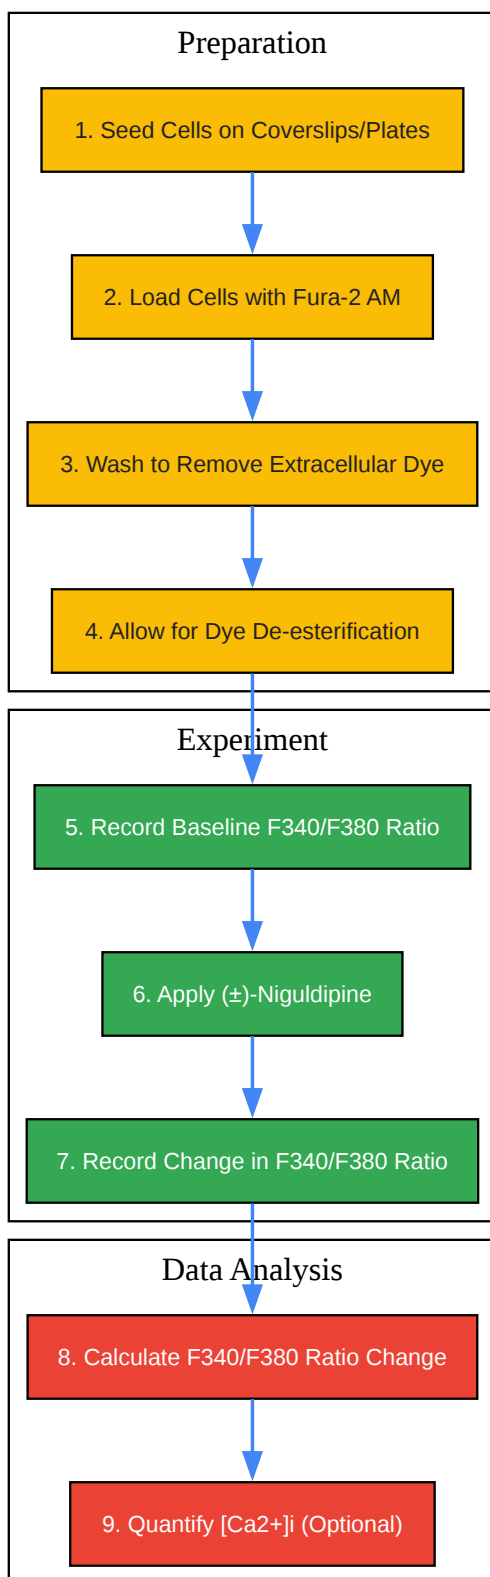 Preparation
1. Seed Cells on Coverslips/Plates
2. Load Cells with Fura-2 AM
3. Wash to Remove Extracellular Dye
4. Allow for Dye De-esterification
Experiment
5. Record Baseline F340/F380 Ratio
6. Apply (±)-Niguldipine
7. Record Change in F340/F380 Ratio
Data Analysis
8. Calculate F340/F380 Ratio Change
9. Quantify [Ca2+]i (Optional)